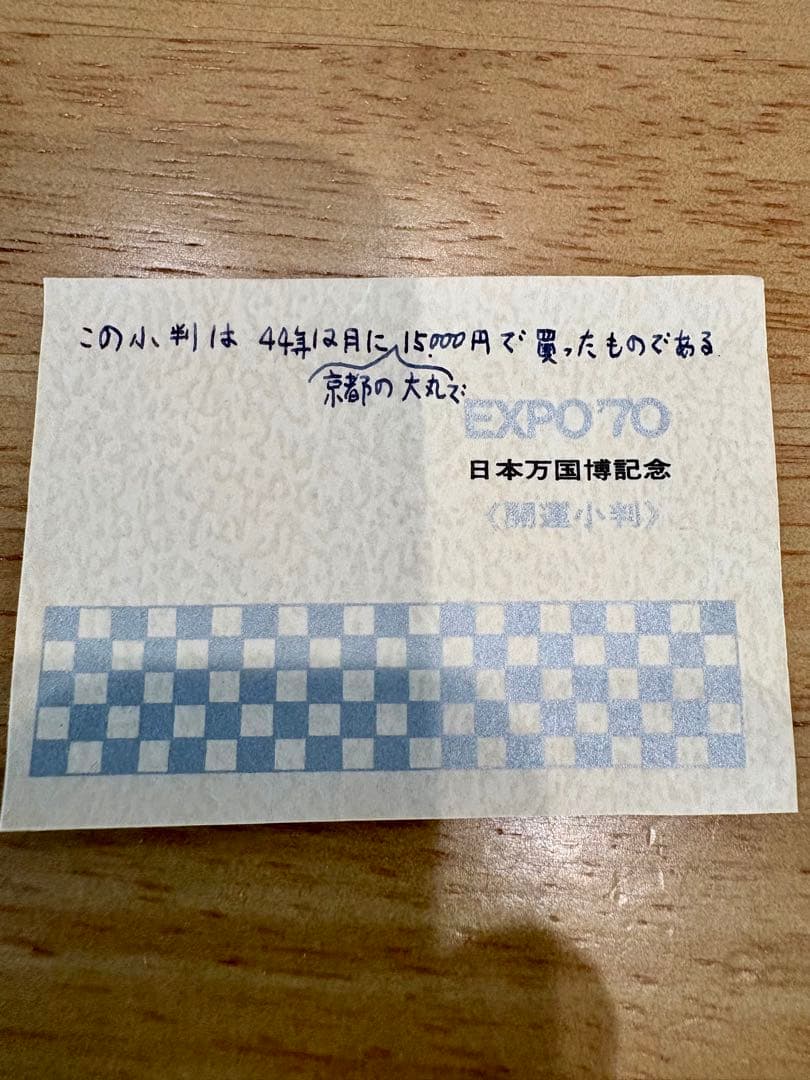 この小判は 44年12月に 15,000円で買ったものである
京都の大丸で
EXPO'70
日本万国博記念
《開運小判》